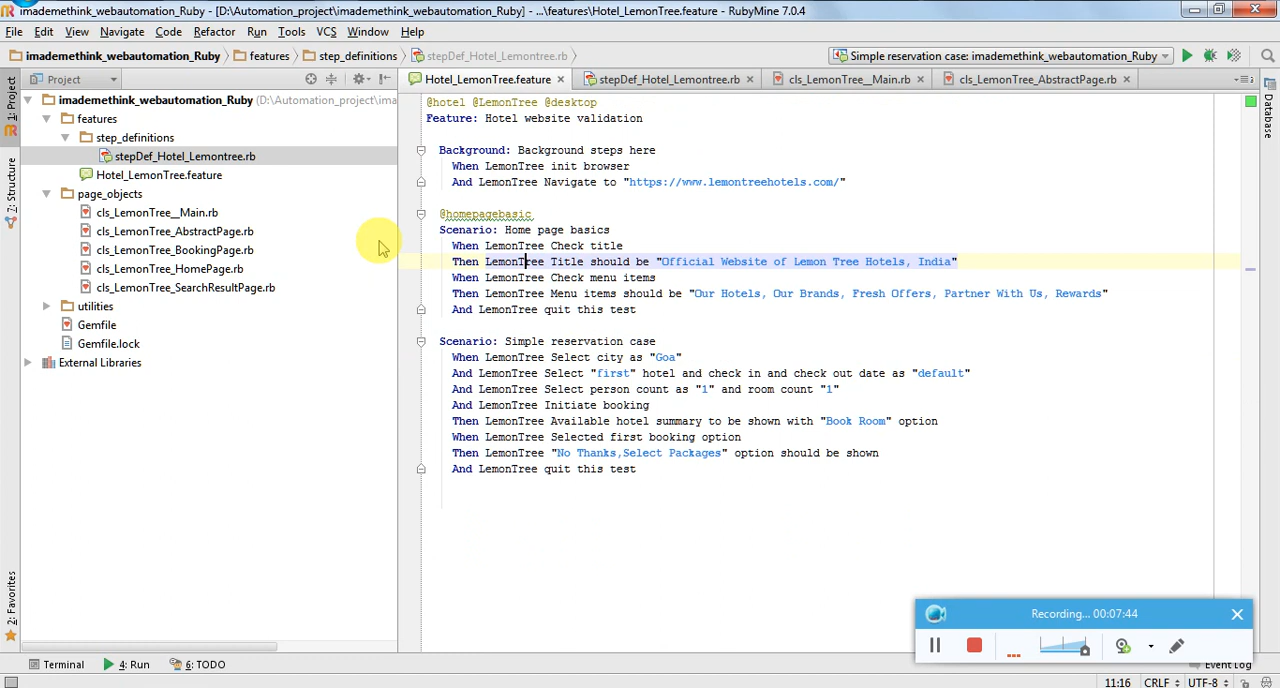 imademethink_webautomation_Ruby - [D:\Automation_project\imademethink_webautomation_Ruby] - ...\features\Hotel_LemonTree.feature - RubyMine 7.0.4
File Edit View Navigate Code Refactor Run Tools VCS Window Help
imademethink_webautomation_Ruby features step_definitions stepDef_Hotel_Lemontree.rb
Simple reservation case: imademethink_webautomation_Ruby
Project
Hotel_LemonTree.feature stepDef_Hotel_Lemontree.rb cls_LemonTree__Main.rb cls_LemonTree_AbstractPage.rb
1: Project
7: Structure
2: Favorites
Database
imademethink_webautomation_Ruby (D:\Automation_project\ima
features
step_definitions
stepDef_Hotel_Lemontree.rb
Hotel_LemonTree.feature
page_objects
cls_LemonTree__Main.rb
cls_LemonTree_AbstractPage.rb
cls_LemonTree_BookingPage.rb
cls_LemonTree_HomePage.rb
cls_LemonTree_SearchResultPage.rb
utilities
Gemfile
Gemfile.lock
External Libraries
@hotel @LemonTree @desktop
Feature: Hotel website validation
Background: Background steps here
When LemonTree init browser
And LemonTree Navigate to "https://www.lemontreehotels.com/"
@homepagebasic
Scenario: Home page basics
When LemonTree Check title
Then LemonTree Title should be "Official Website of Lemon Tree Hotels, India"
When LemonTree Check menu items
Then LemonTree Menu items should be "Our Hotels, Our Brands, Fresh Offers, Partner With Us, Rewards"
And LemonTree quit this test
Scenario: Simple reservation case
When LemonTree Select city as "Goa"
And LemonTree Select "first" hotel and check in and check out date as "default"
And LemonTree Select person count as "1" and room count "1"
And LemonTree Initiate booking
Then LemonTree Available hotel summary to be shown with "Book Room" option
When LemonTree Selected first booking option
Then LemonTree "No Thanks,Select Packages" option should be shown
And LemonTree quit this test
Recording... 00:07:44
Terminal 4: Run 6: TODO
Event Log
11:16 CRLF UTF-8